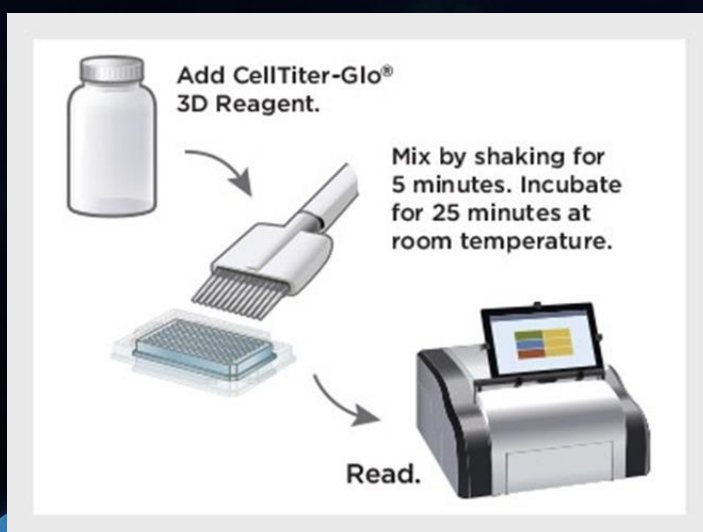 Add CellTiter-Glo®
3D Reagent.
Mix by shaking for
5 minutes. Incubate
for 25 minutes at
room temperature.
Read.